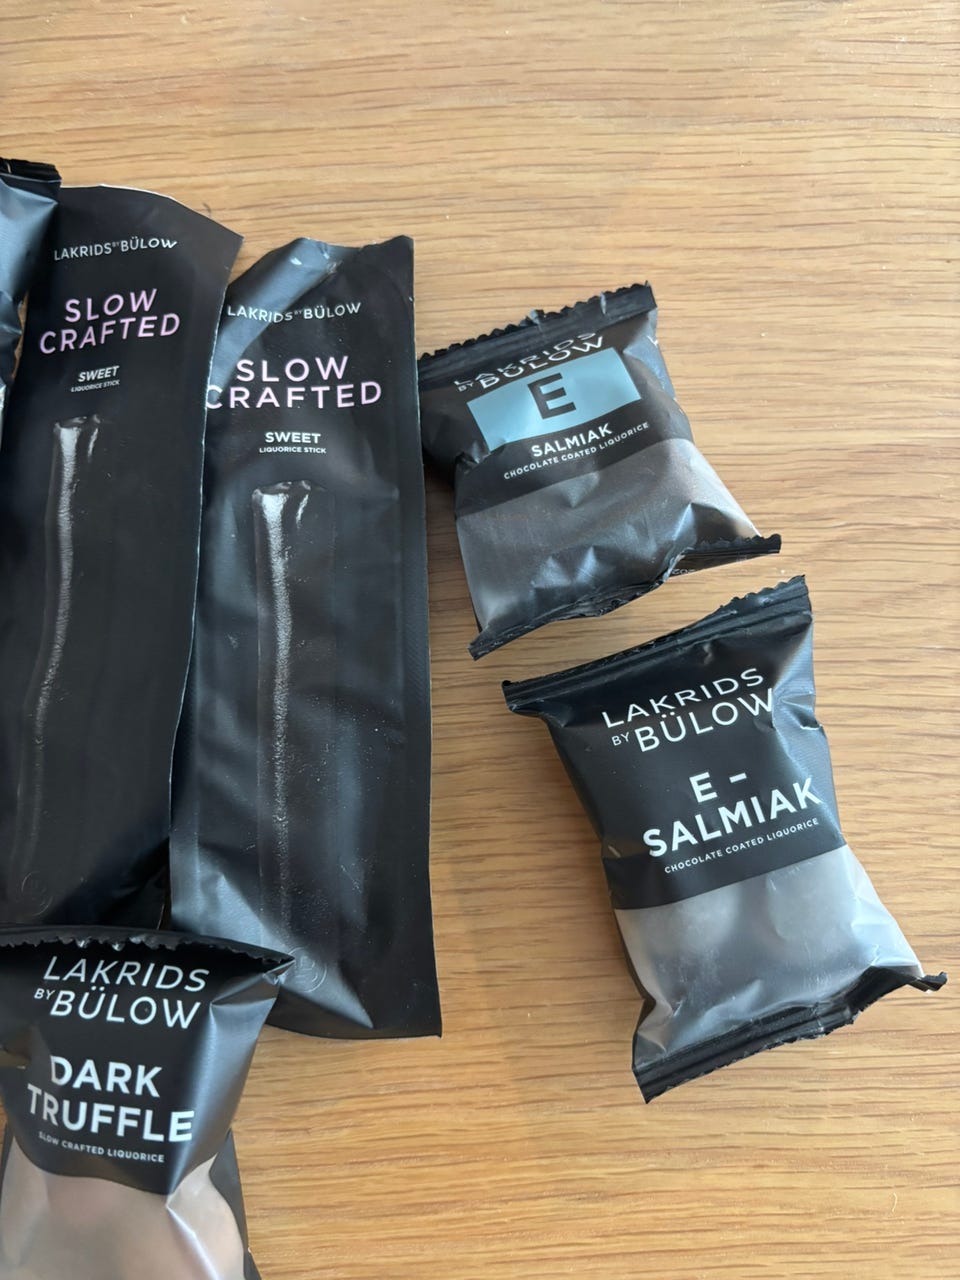 LAKRIDS BY BÜLOW
SLOW
CRAFTED
SWEET
LIQUORICE STICK
LAKRIDS BY BÜLOW
SLOW
CRAFTED
SWEET
LIQUORICE STICK
LAKRIDS
BY BÜLOW
E
SALMIAK
CHOCOLATE COATED LIQUORICE
LAKRIDS
BY BÜLOW
E –
SALMIAK
CHOCOLATE COATED LIQUORICE
LAKRIDS
BY BÜLOW
DARK
TRUFFLE
SLOW CRAFTED LIQUORICE